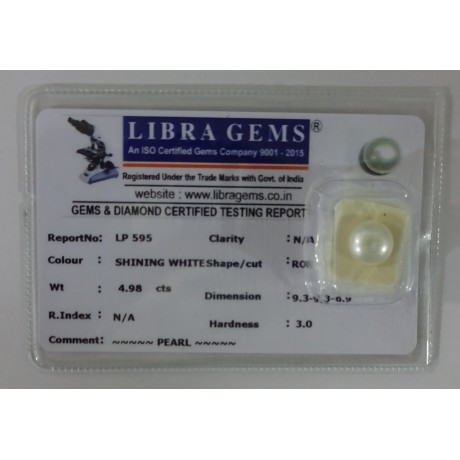 LIBRA GEMS®
An ISO Certified Gems Company 9001 - 2015
Registered Under the Trade Marks with Govt. of India
website : www.libragems.co.in
GEMS & DIAMOND CERTIFIED TESTING REPORT
ReportNo: LP 595 Clarity : N/A
Colour : SHINING WHITE Shape/cut :
Wt : 4.98 cts Dimension :
R.Index : N/A Hardness : 3.0
Comment: ~~~~~ PEARL ~~~~~